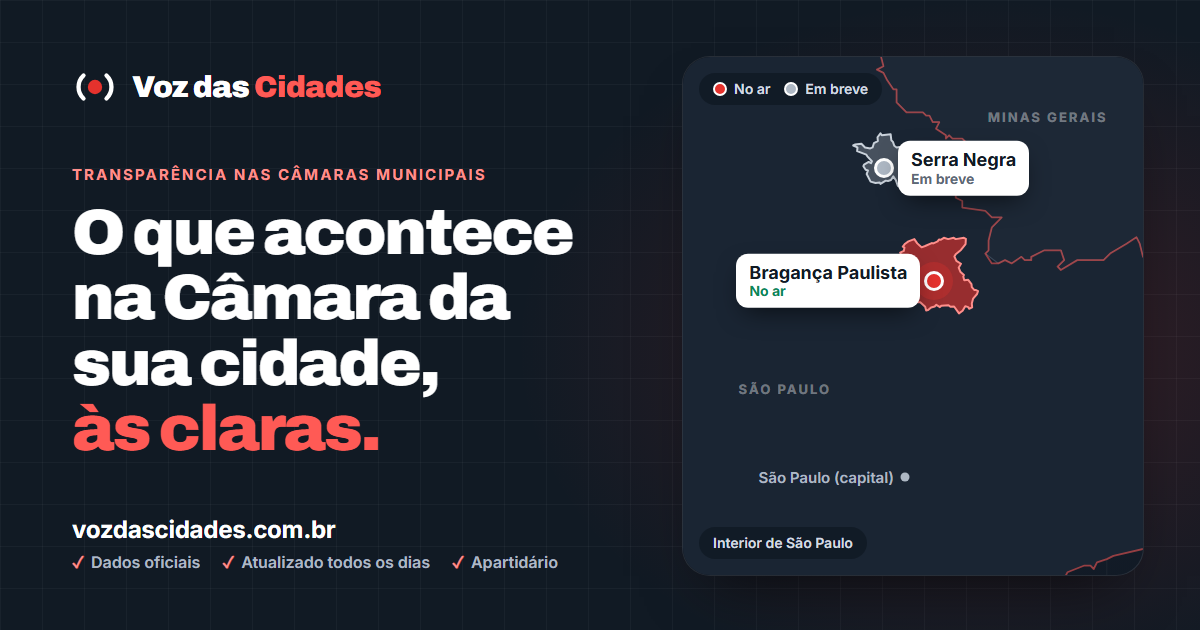 Voz das Cidades
TRANSPARÊNCIA NAS CÂMARAS MUNICIPAIS
O que acontece
na Câmara da
sua cidade,
às claras.
vozdascidades.com.br
✓ Dados oficiais ✓ Atualizado todos os dias ✓ Apartidário
No ar Em breve
MINAS GERAIS
Serra Negra
Em breve
Bragança Paulista
No ar
SÃO PAULO
São Paulo (capital)
Interior de São Paulo